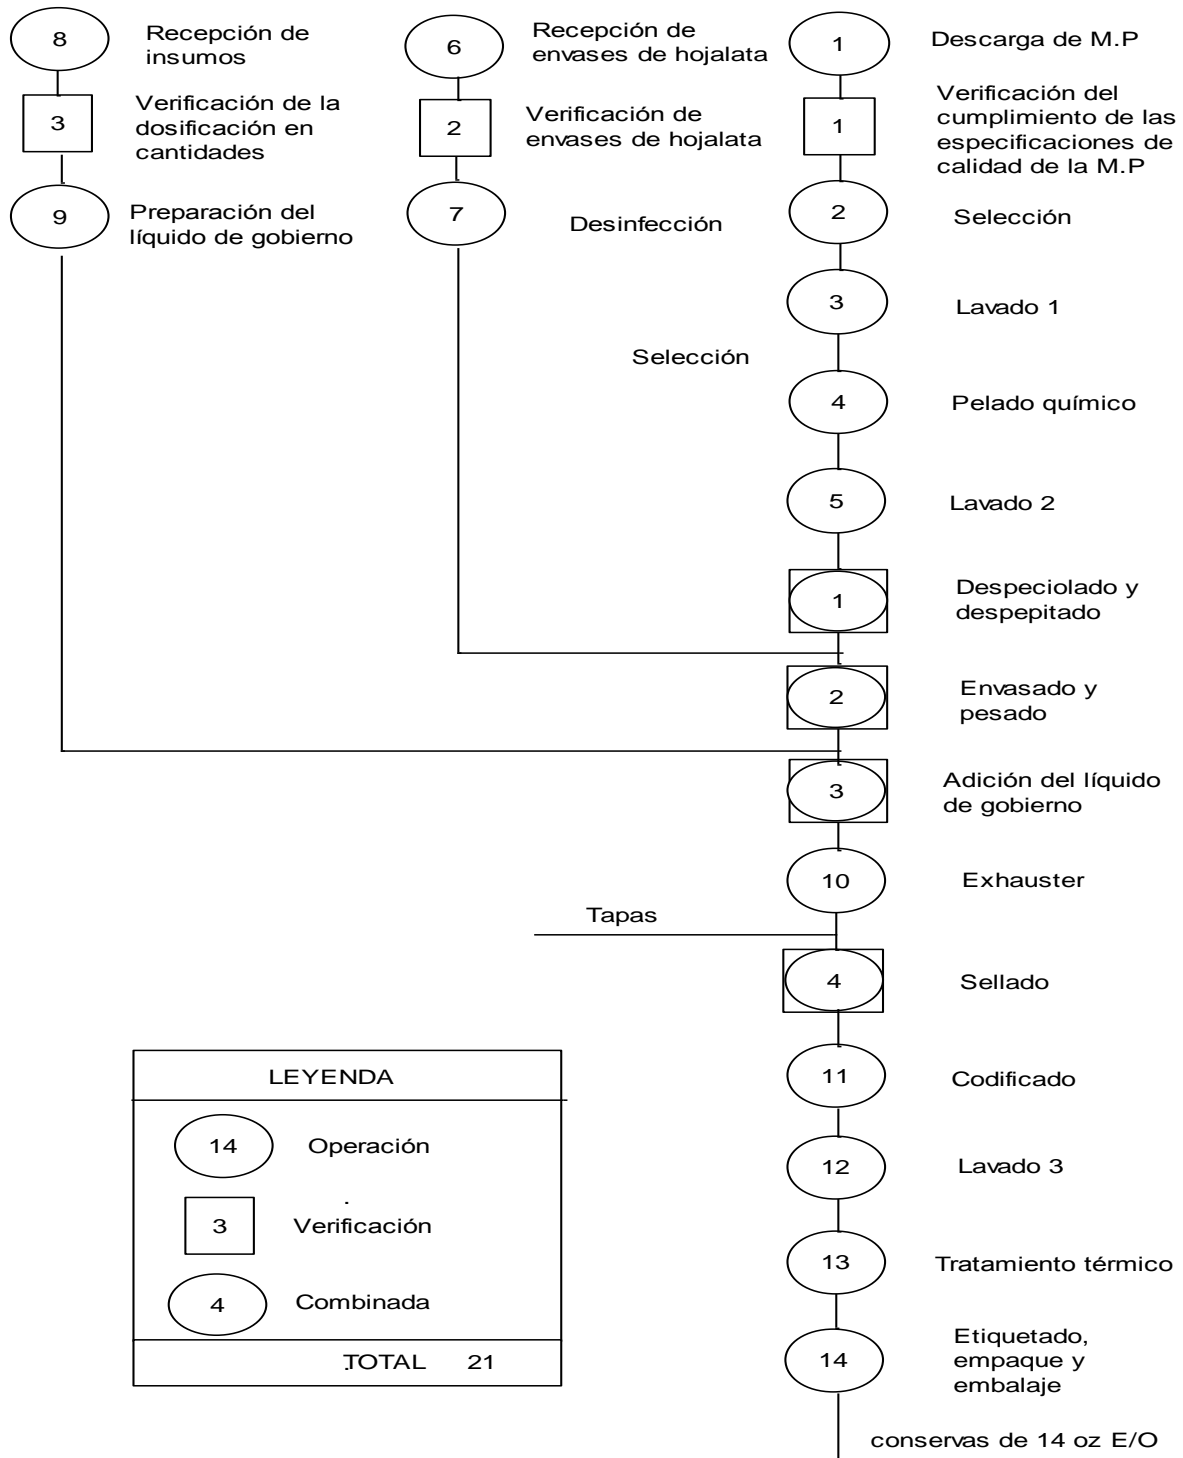 8
Recepción de
insumos
3
Verificación de la
dosificación en
cantidades
9
Preparación del
líquido de gobierno
6
Recepción de
envases de hojalata
2
Verificación de
envases de hojalata
7
Desinfección
Selección
1
Descarga de M.P
1
Verificación del
cumplimiento de las
especificaciones de
calidad de la M.P
2
Selección
3
Lavado 1
4
Pelado químico
5
Lavado 2
1
Despeciolado y
despepitado
2
Envasado y
pesado
3
Adición del líquido
de gobierno
10
Exhauster
Tapas
4
Sellado
11
Codificado
12
Lavado 3
13
Tratamiento térmico
14
Etiquetado,
empaque y
embalaje
conservas de 14 oz E/O
LEYENDA
14 Operación
3 Verificación
4 Combinada
TOTAL 21